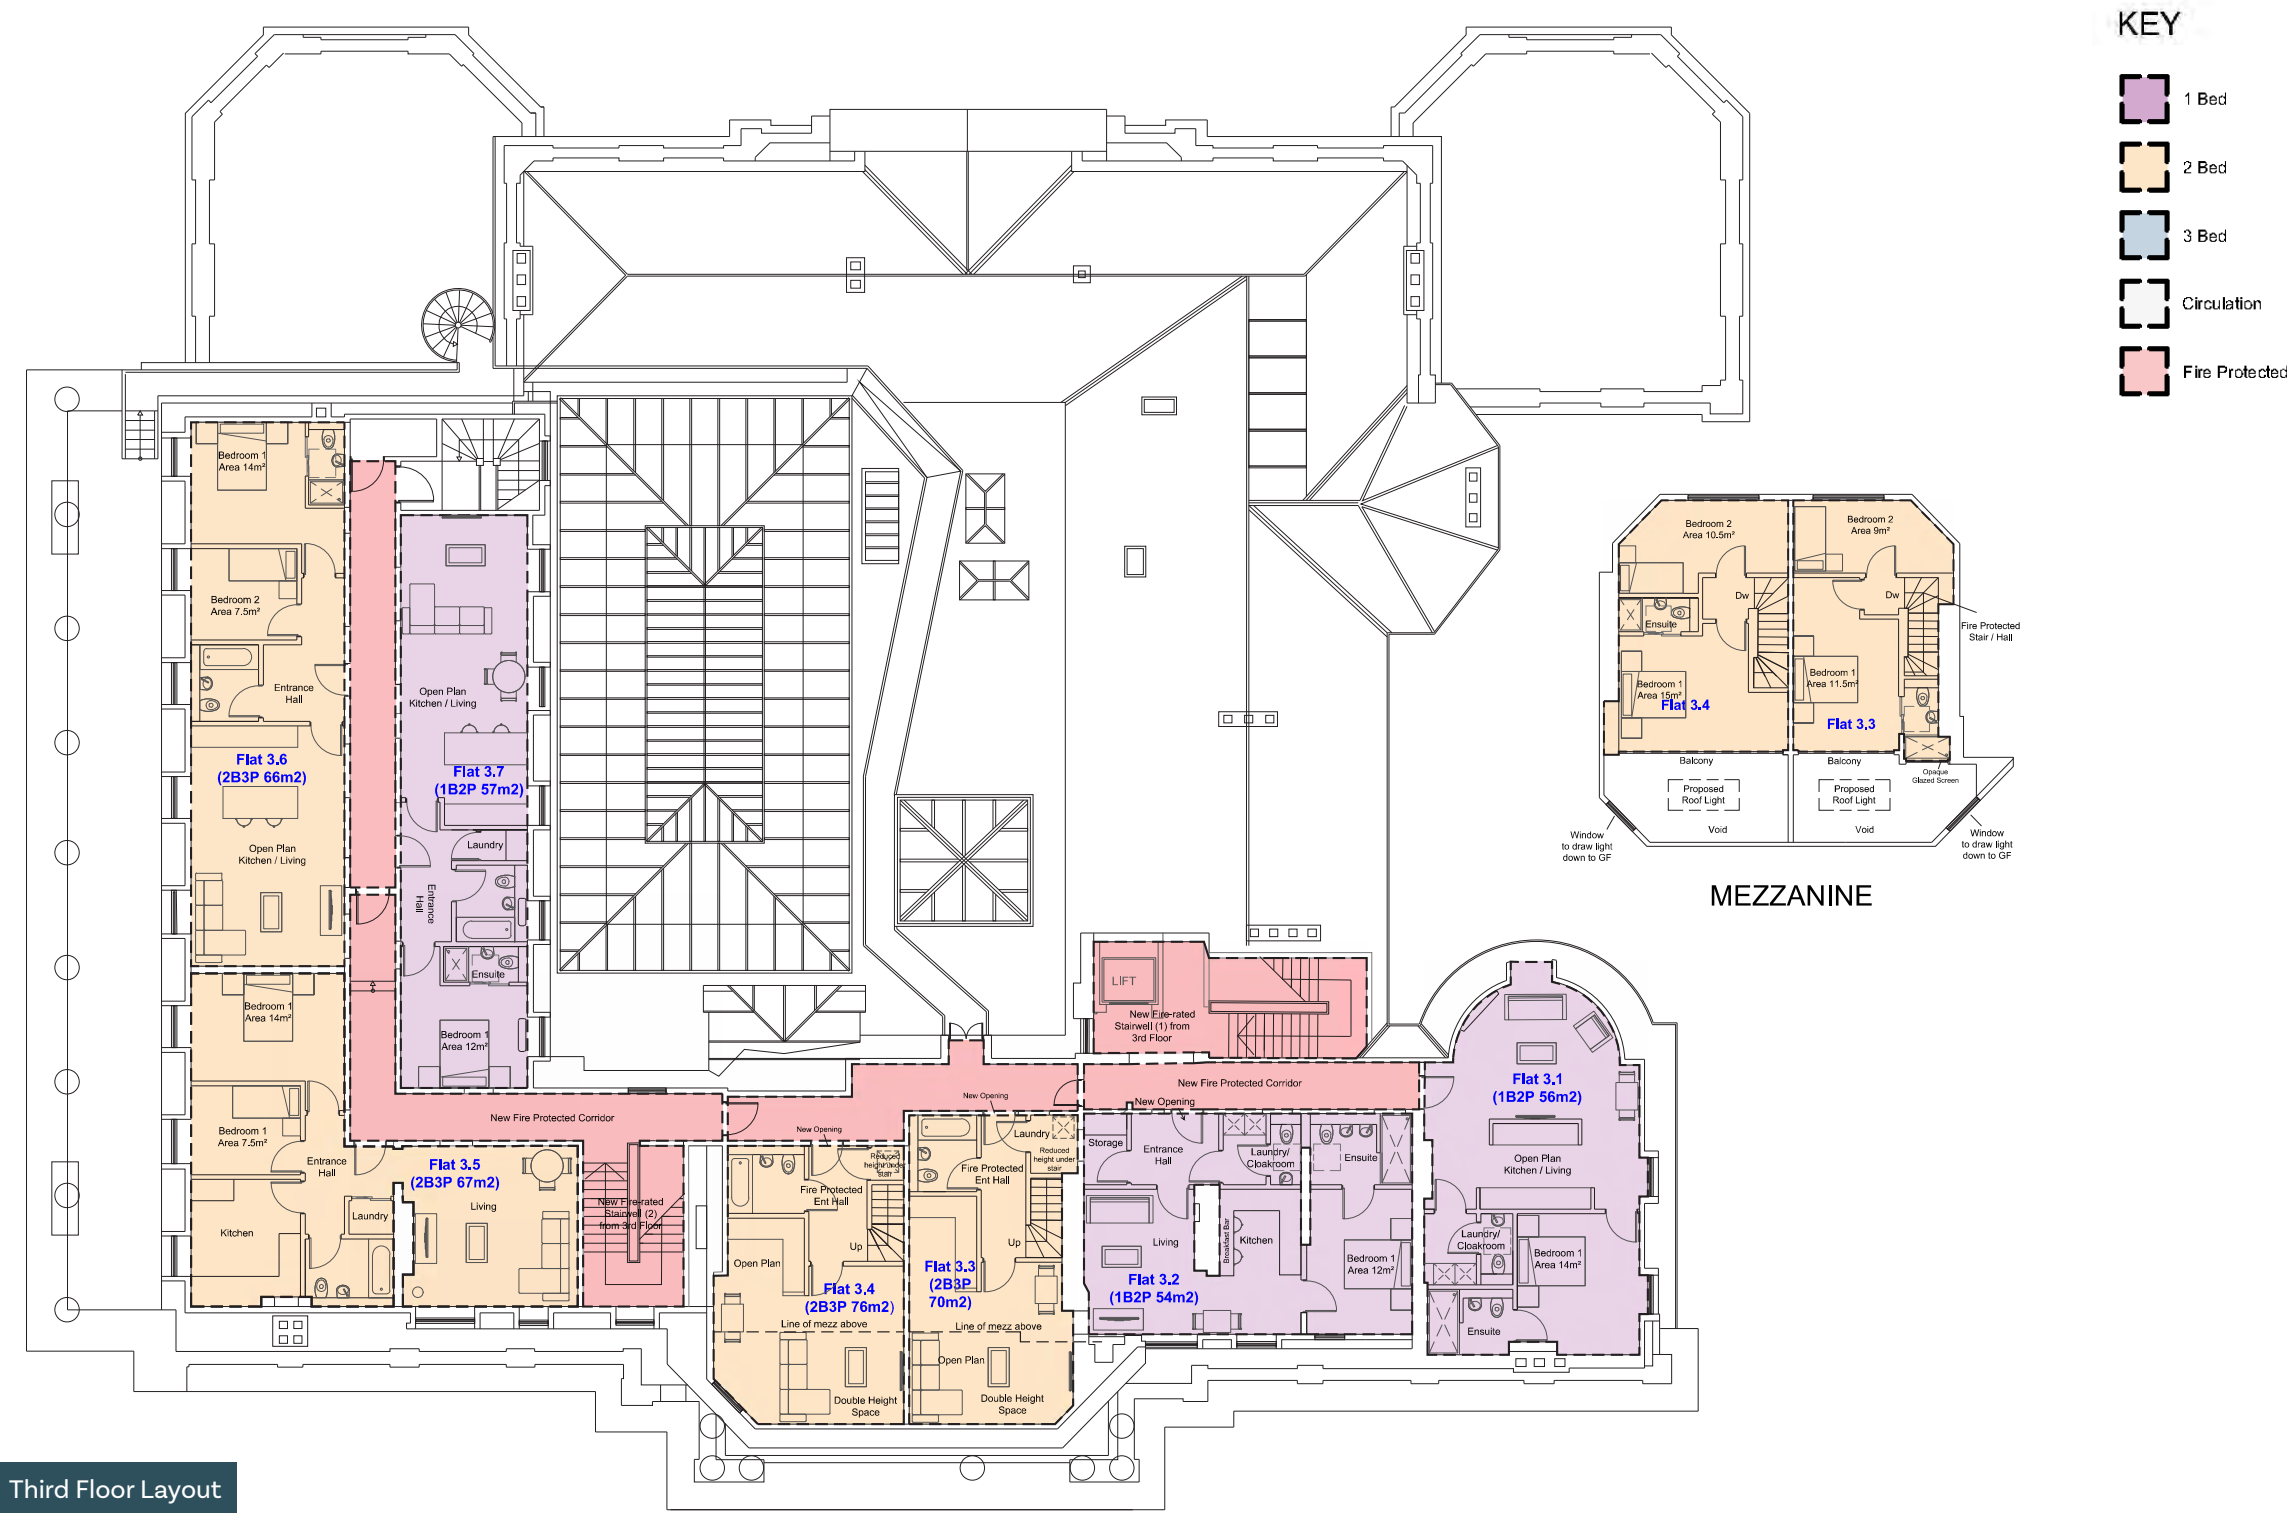 KEY
1 Bed
2 Bed
3 Bed
Circulation
Fire Protected
Bedroom 1
Area 14m²
Bedroom 2
Area 7.5m²
Entrance
Hall
Flat 3.6
(2B3P 66m2)
Open Plan
Kitchen / Living
Open Plan
Kitchen / Living
Flat 3.7
(1B2P 57m2)
Laundry
Entrance
Hall
Ensuite
Bedroom 1
Area 12m²
Bedroom 1
Area 14m²
Bedroom 1
Area 7.5m²
Entrance
Hall
Flat 3.5
(2B3P 67m2)
Living
Laundry
Kitchen
New Fire Protected Corridor
New Fire-rated
Stairwell (2)
from 3rd Floor
New Opening
Reduced
height under
stair
Fire Protected
Ent Hall
Up
Open Plan
Flat 3.4
(2B3P 76m2)
Line of mezz above
Double Height
Space
New Opening
Laundry
Reduced
height under
stair
Fire Protected
Ent Hall
Up
Flat 3.3
(2B3P
70m2)
Line of mezz above
Open Plan
Double Height
Space
LIFT
New Fire-rated
Stairwell (1) from
3rd Floor
New Fire Protected Corridor
New Opening
Storage
Entrance
Hall
Laundry/
Cloakroom
Ensuite
Living
Breakfast Bar
Kitchen
Bedroom 1
Area 12m²
Flat 3.2
(1B2P 54m2)
Flat 3.1
(1B2P 56m2)
Open Plan
Kitchen / Living
Laundry/
Cloakroom
Bedroom 1
Area 14m²
Ensuite
Bedroom 2
Area 10.5m²
Bedroom 2
Area 9m²
Dw
Dw
Ensuite
Fire Protected
Stair / Hall
Bedroom 1
Area 15m²
Flat 3.4
Bedroom 1
Area 11.5m²
Flat 3.3
Balcony
Balcony
Opaque
Glazed Screen
Proposed
Roof Light
Proposed
Roof Light
Void
Void
Window
to draw light
down to GF
Window
to draw light
down to GF
MEZZANINE
Third Floor Layout